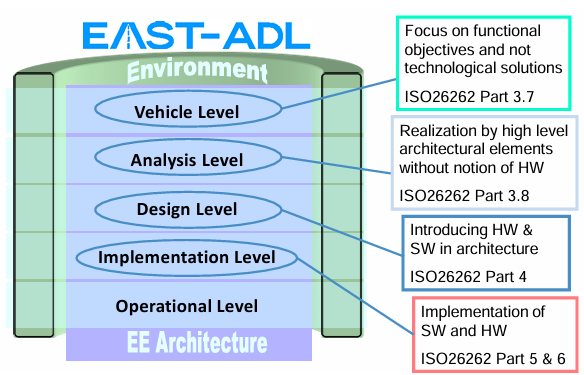 EAST-ADL
Environment
Vehicle Level
Analysis Level
Design Level
Implementation Level
Operational Level
EE Architecture
Focus on functional
objectives and not
technological solutions
ISO26262 Part 3.7
Realization by high level
architectural elements
without notion of HW
ISO26262 Part 3.8
Introducing HW &
SW in architecture
ISO26262 Part 4
Implementation of
SW and HW
ISO26262 Part 5 & 6